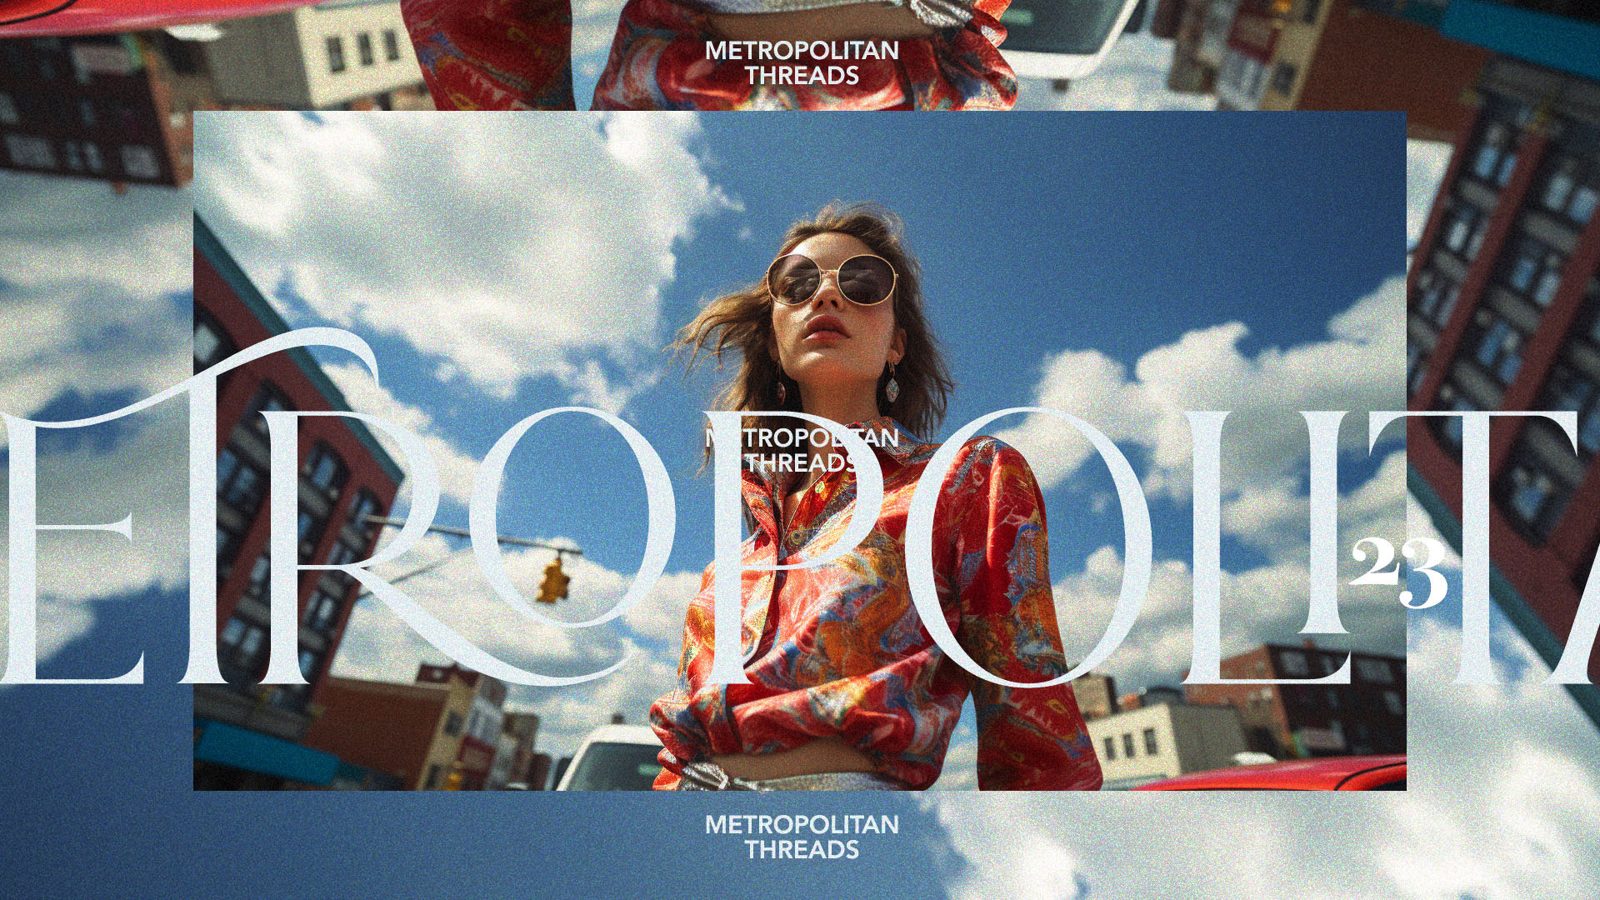 METROPOLITAN
THREADS
ETROPOLITA
METROPOLITAN
THREADS
23
METROPOLITAN
THREADS